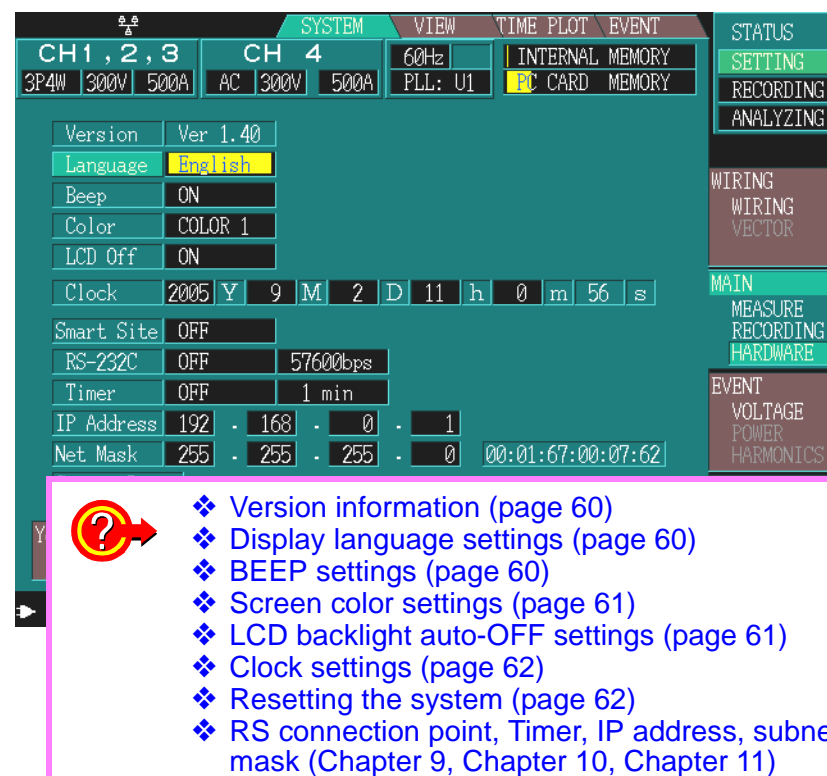 SYSTEM VIEW TIME PLOT EVENT
STATUS
SETTING
RECORDING
ANALYZING
CH1,2,3 CH 4 60Hz INTERNAL MEMORY
3P4W 300V 500A AC 300V 500A PLL: U1 PC CARD MEMORY
Version Ver 1.40
Language English
Beep ON
Color COLOR 1
LCD Off ON
Clock 2005 Y 9 M 2 D 11 h 0 m 56 s
Smart Site OFF
RS-232C OFF 57600bps
Timer OFF 1 min
IP Address 192 . 168 . 0 . 1
Net Mask 255 . 255 . 255 . 0 00:01:67:00:07:62
WIRING
WIRING
VECTOR
MAIN
MEASURE
RECORDING
HARDWARE
EVENT
VOLTAGE
POWER
HARMONICS
?
❖ Version information (page 60)
❖ Display language settings (page 60)
❖ BEEP settings (page 60)
❖ Screen color settings (page 61)
❖ LCD backlight auto-OFF settings (page 61)
❖ Clock settings (page 62)
❖ Resetting the system (page 62)
❖ RS connection point, Timer, IP address, subne
mask (Chapter 9, Chapter 10, Chapter 11)